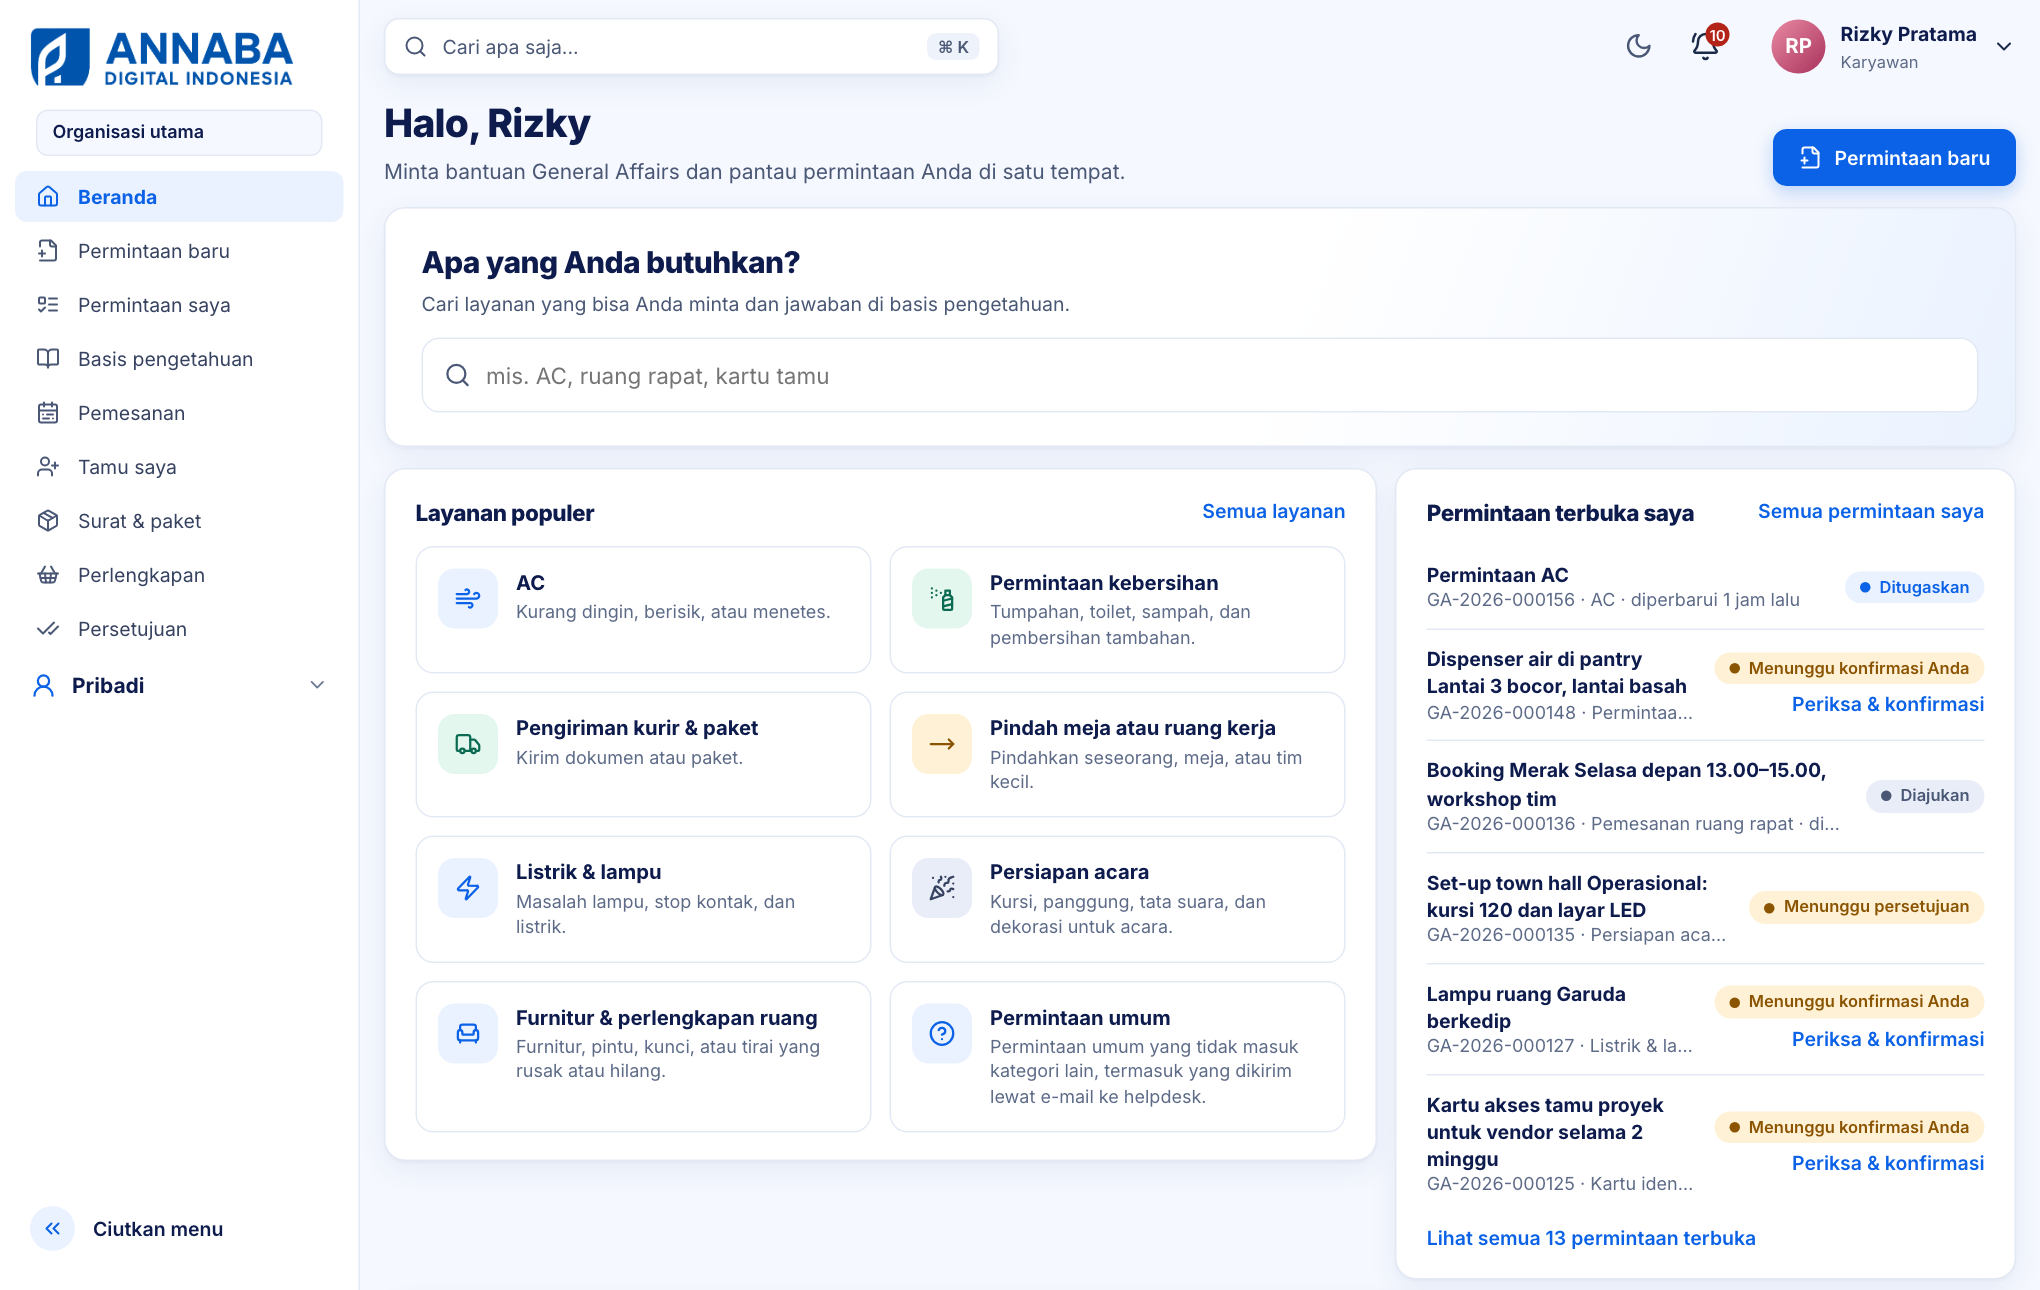 ANNABA
DIGITAL INDONESIA
Organisasi utama
Beranda
Permintaan baru
Permintaan saya
Basis pengetahuan
Pemesanan
Tamu saya
Surat & paket
Perlengkapan
Persetujuan
Pribadi
Ciutkan menu
Cari apa saja...
⌘ K
10
RP
Rizky Pratama
Karyawan
Halo, Rizky
Minta bantuan General Affairs dan pantau permintaan Anda di satu tempat.
Permintaan baru
Apa yang Anda butuhkan?
Cari layanan yang bisa Anda minta dan jawaban di basis pengetahuan.
mis. AC, ruang rapat, kartu tamu
Layanan populer
Semua layanan
AC
Kurang dingin, berisik, atau menetes.
Permintaan kebersihan
Tumpahan, toilet, sampah, dan
pembersihan tambahan.
Pengiriman kurir & paket
Kirim dokumen atau paket.
Pindah meja atau ruang kerja
Pindahkan seseorang, meja, atau tim
kecil.
Listrik & lampu
Masalah lampu, stop kontak, dan
listrik.
Persiapan acara
Kursi, panggung, tata suara, dan
dekorasi untuk acara.
Furnitur & perlengkapan ruang
Furnitur, pintu, kunci, atau tirai yang
rusak atau hilang.
Permintaan umum
Permintaan umum yang tidak masuk
kategori lain, termasuk yang dikirim
lewat e-mail ke helpdesk.
Permintaan terbuka saya
Semua permintaan saya
Permintaan AC
GA-2026-000156 · AC · diperbarui 1 jam lalu
Ditugaskan
Dispenser air di pantry
Lantai 3 bocor, lantai basah
GA-2026-000148 · Permintaa...
Menunggu konfirmasi Anda
Periksa & konfirmasi
Booking Merak Selasa depan 13.00–15.00,
workshop tim
GA-2026-000136 · Pemesanan ruang rapat · di...
Diajukan
Set-up town hall Operasional:
kursi 120 dan layar LED
GA-2026-000135 · Persiapan aca...
Menunggu persetujuan
Lampu ruang Garuda
berkedip
GA-2026-000127 · Listrik & la...
Menunggu konfirmasi Anda
Periksa & konfirmasi
Kartu akses tamu proyek
untuk vendor selama 2
minggu
GA-2026-000125 · Kartu iden...
Menunggu konfirmasi Anda
Periksa & konfirmasi
Lihat semua 13 permintaan terbuka